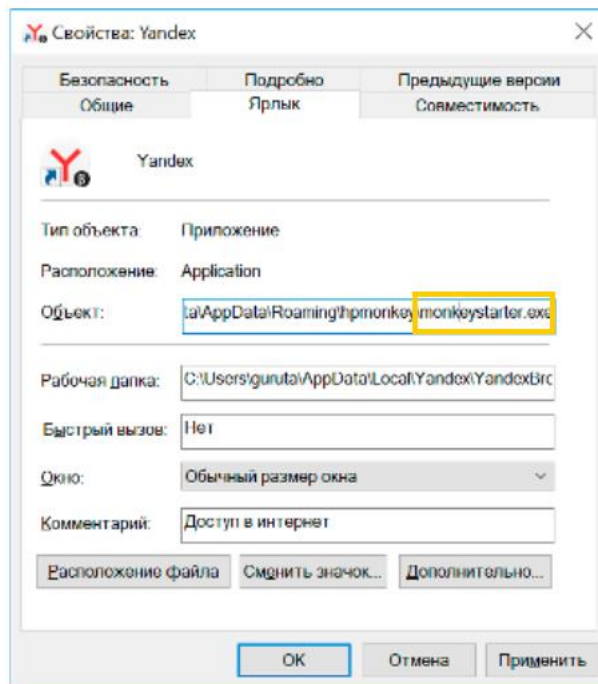 Свойства: Yandex
Безопасность Подробно Предыдущие версии
Общие Ярлык Совместимость
Yandex
Тип объекта: Приложение
Расположение: Application
Объект: ta\AppData\Roaming\hpmonkey\monkeystarter.exe
Рабочая папка: C:\Users\guruta\AppData\Local\Yandex\YandexBrc
Быстрый вызов: Нет
Окно: Обычный размер окна
Комментарий: Доступ в интернет
Расположение файла Сменить значок... Дополнительно...
ОК Отмена Применить